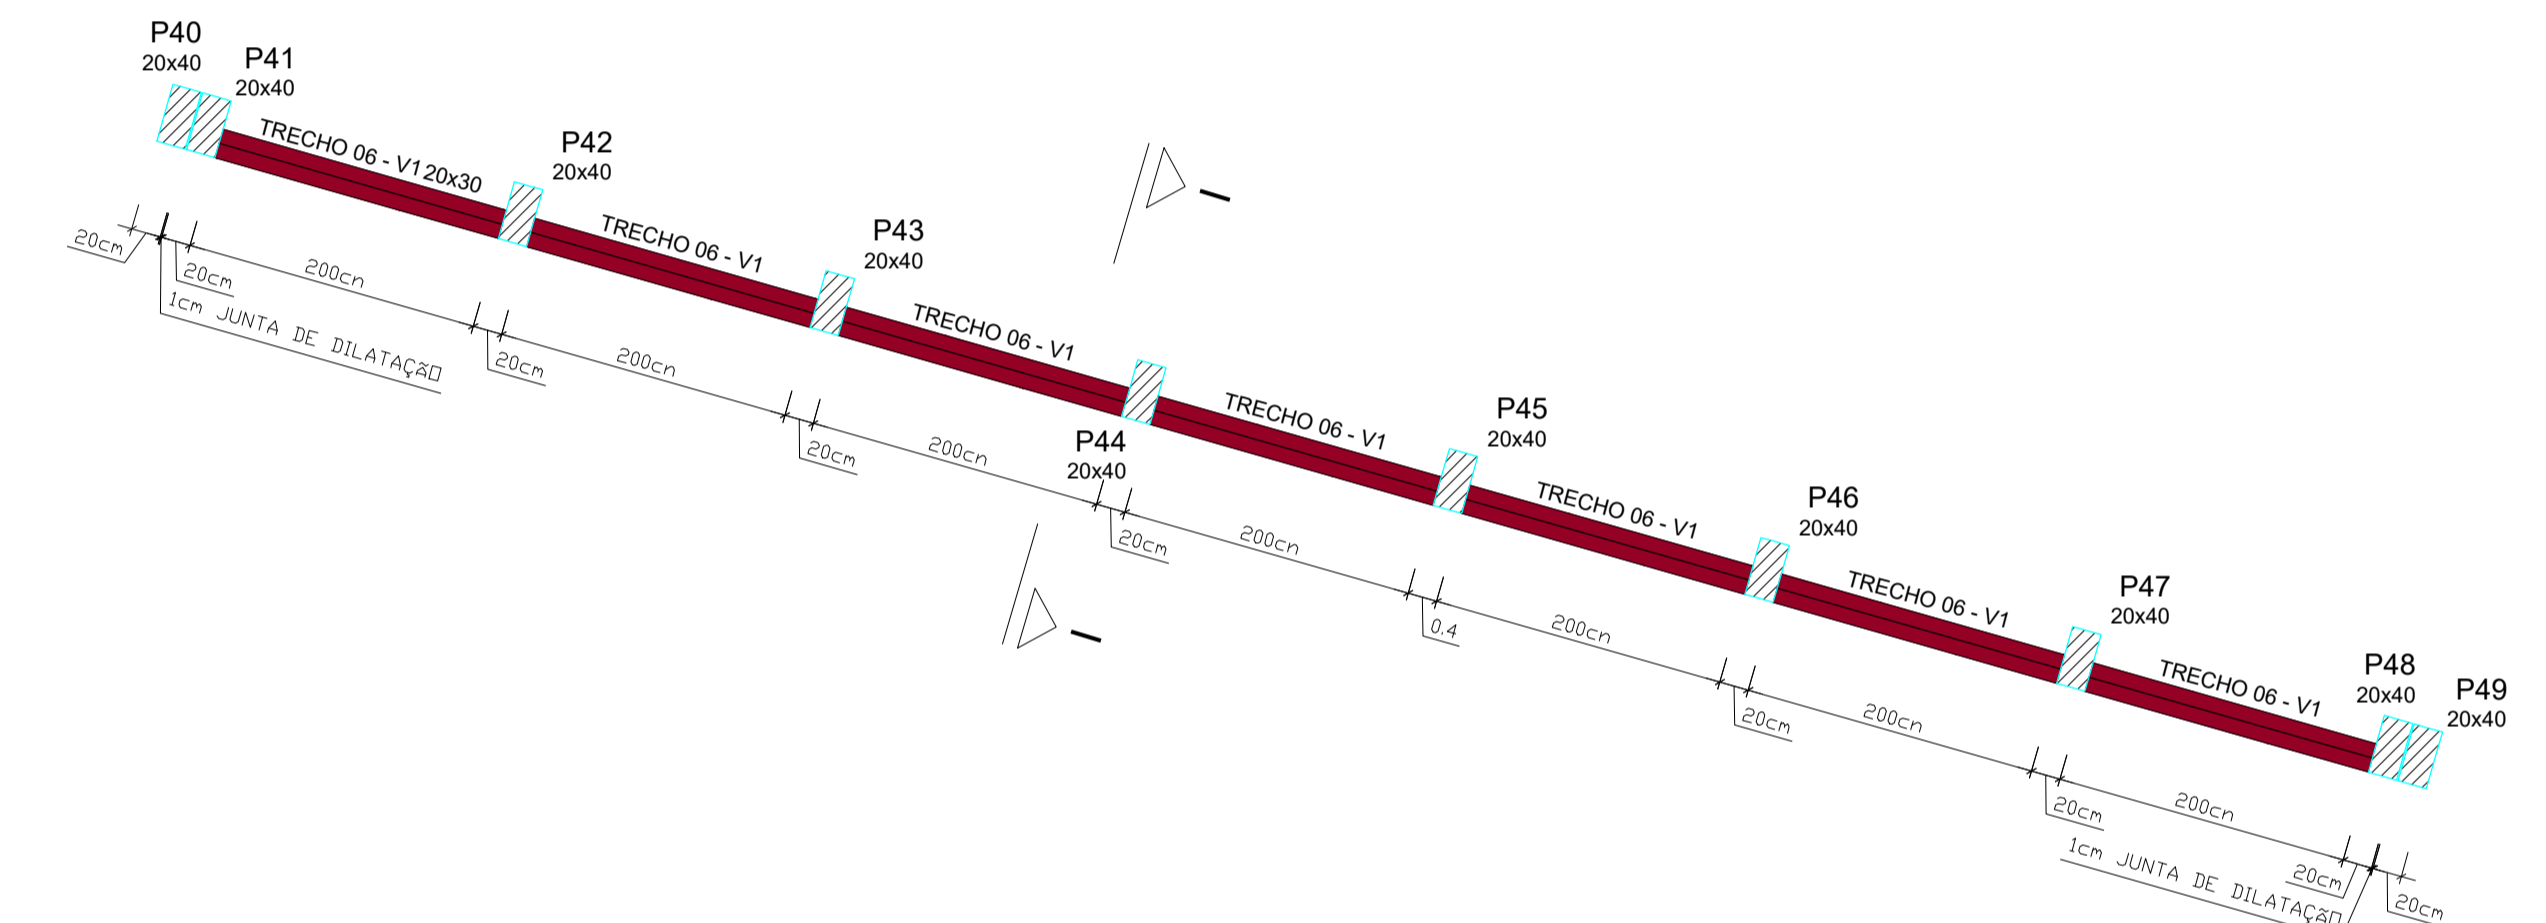 P40
20x40
P41
20x40
TRECHO 06 - V1 20x30
P42
20x40
TRECHO 06 - V1
P43
20x40
TRECHO 06 - V1
P44
20x40
TRECHO 06 - V1
P45
20x40
TRECHO 06 - V1
P46
20x40
TRECHO 06 - V1
P47
20x40
TRECHO 06 - V1
P48
20x40
P49
20x40
20cm
20cm
1cm JUNTA DE DILATAÇÃO
200cn
20cm
200cn
20cm
200cn
20cm
200cn
0.4
200cn
20cm
200cn
20cm
200cn
20cm
1cm JUNTA DE DILATAÇÃO
20cm